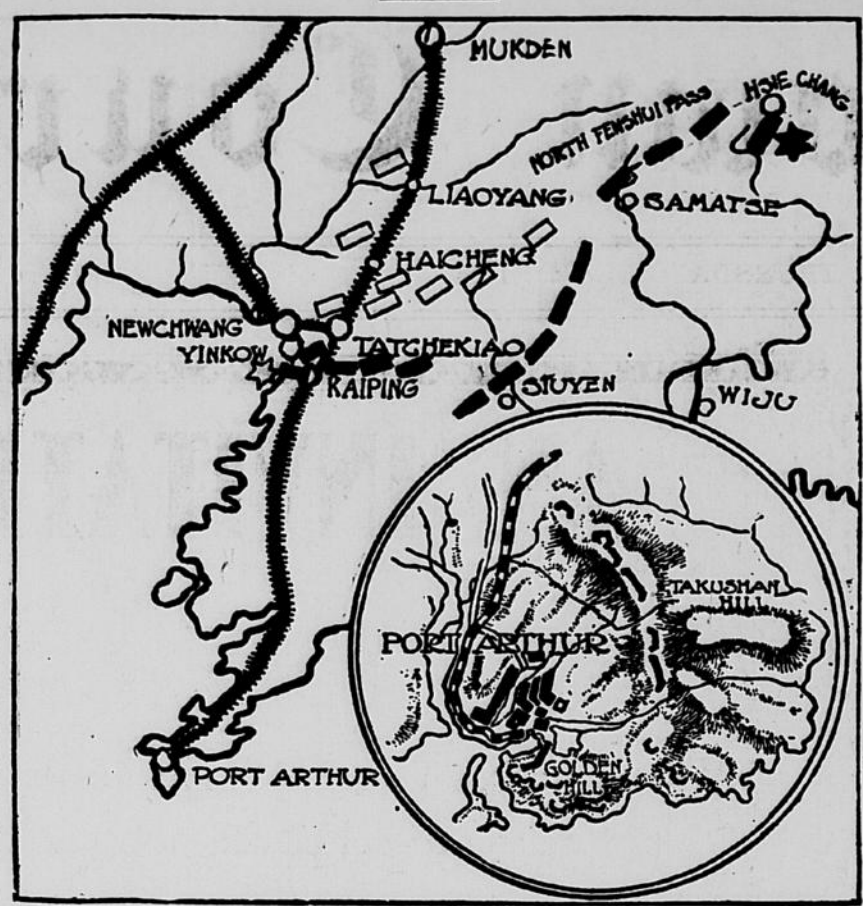 MUKDEN
HSIE CHANG
NORTH FENSHUI PASS
LIAOYANG
SAMATSE
HAICHENG
NEWCHWANG
YINKOW
TATCHEKIAO
KAIPING
SIUYEN
WIJU
TAKUSHAN
HILL
PORT ARTHUR
GOLDEN
HILL
PORT ARTHUR